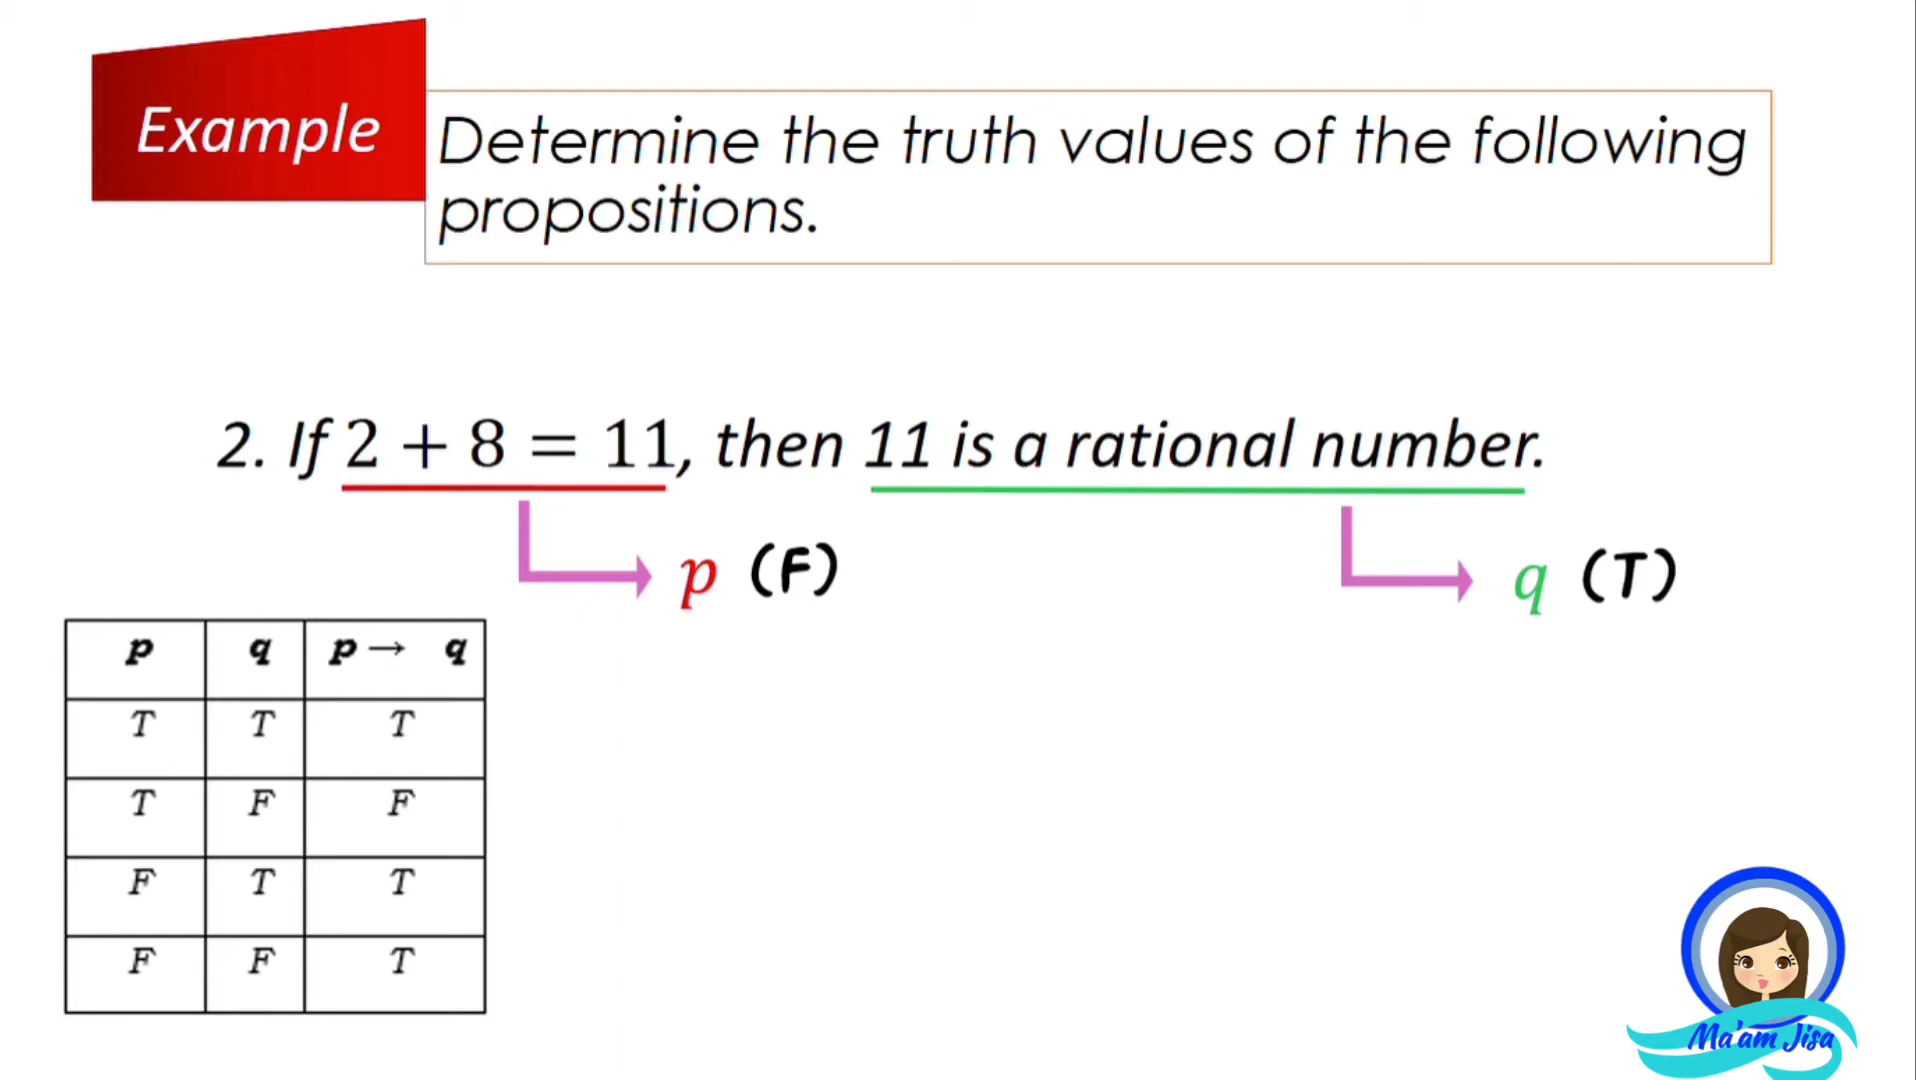 Example
Determine the truth values of the following
propositions.
2. If 2 + 8 = 11, then 11 is a rational number.
p (F)
q (T)
p q p → q
T T T
T F F
F T T
F F T
Ma'am Jisa